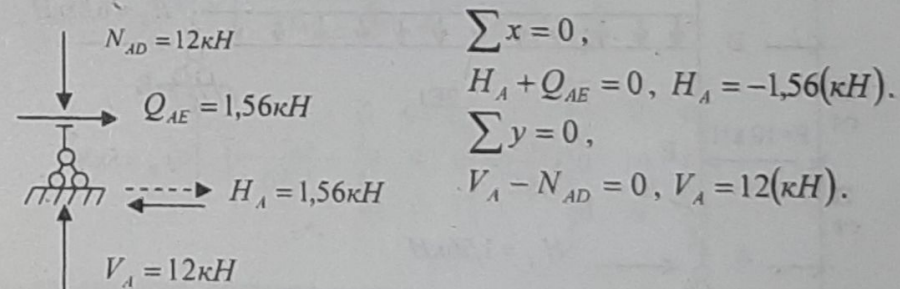 N_AD = 12кН
Q_AE = 1,56кН
H_A = 1,56кН
V_A = 12кН
∑x = 0,
H_A + Q_AE = 0, H_A = −1,56(кН).
∑y = 0,
V_A − N_AD = 0, V_A = 12(кН).